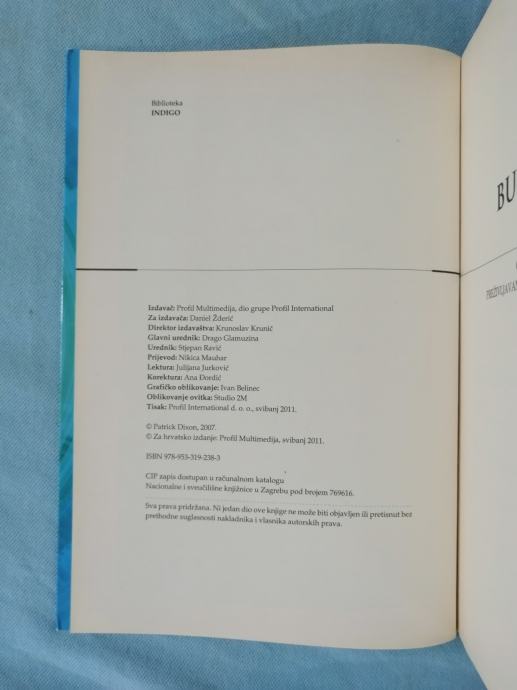 Biblioteka
INDIGO
Izdavač: Profil Multimedija, dio grupe Profil International
Za izdavača: Daniel Žderić
Direktor izdavaštva: Krunoslav Krunić
Glavni urednik: Drago Glamuzina
Urednik: Stjepan Ravić
Prijevod: Nikica Mauhar
Lektura: Julijana Jurković
Korektura: Ana Đordić
Grafičko oblikovanje: Ivan Belinec
Oblikovanje ovitka: Studio 2M
Tisak: Profil International d. o. o., svibanj 2011.
© Patrick Dixon, 2007.
© Za hrvatsko izdanje: Profil Multimedija, svibanj 2011.
ISBN 978-953-319-238-3
CIP zapis dostupan u računalnom katalogu
Nacionalne i sveučilišne knjižnice u Zagrebu pod brojem 769616.
Sva prava pridržana. Ni jedan dio ove knjige ne može biti objavljen ili pretisnut bez
prethodne suglasnosti nakladnika i vlasnika autorskih prava.
BU